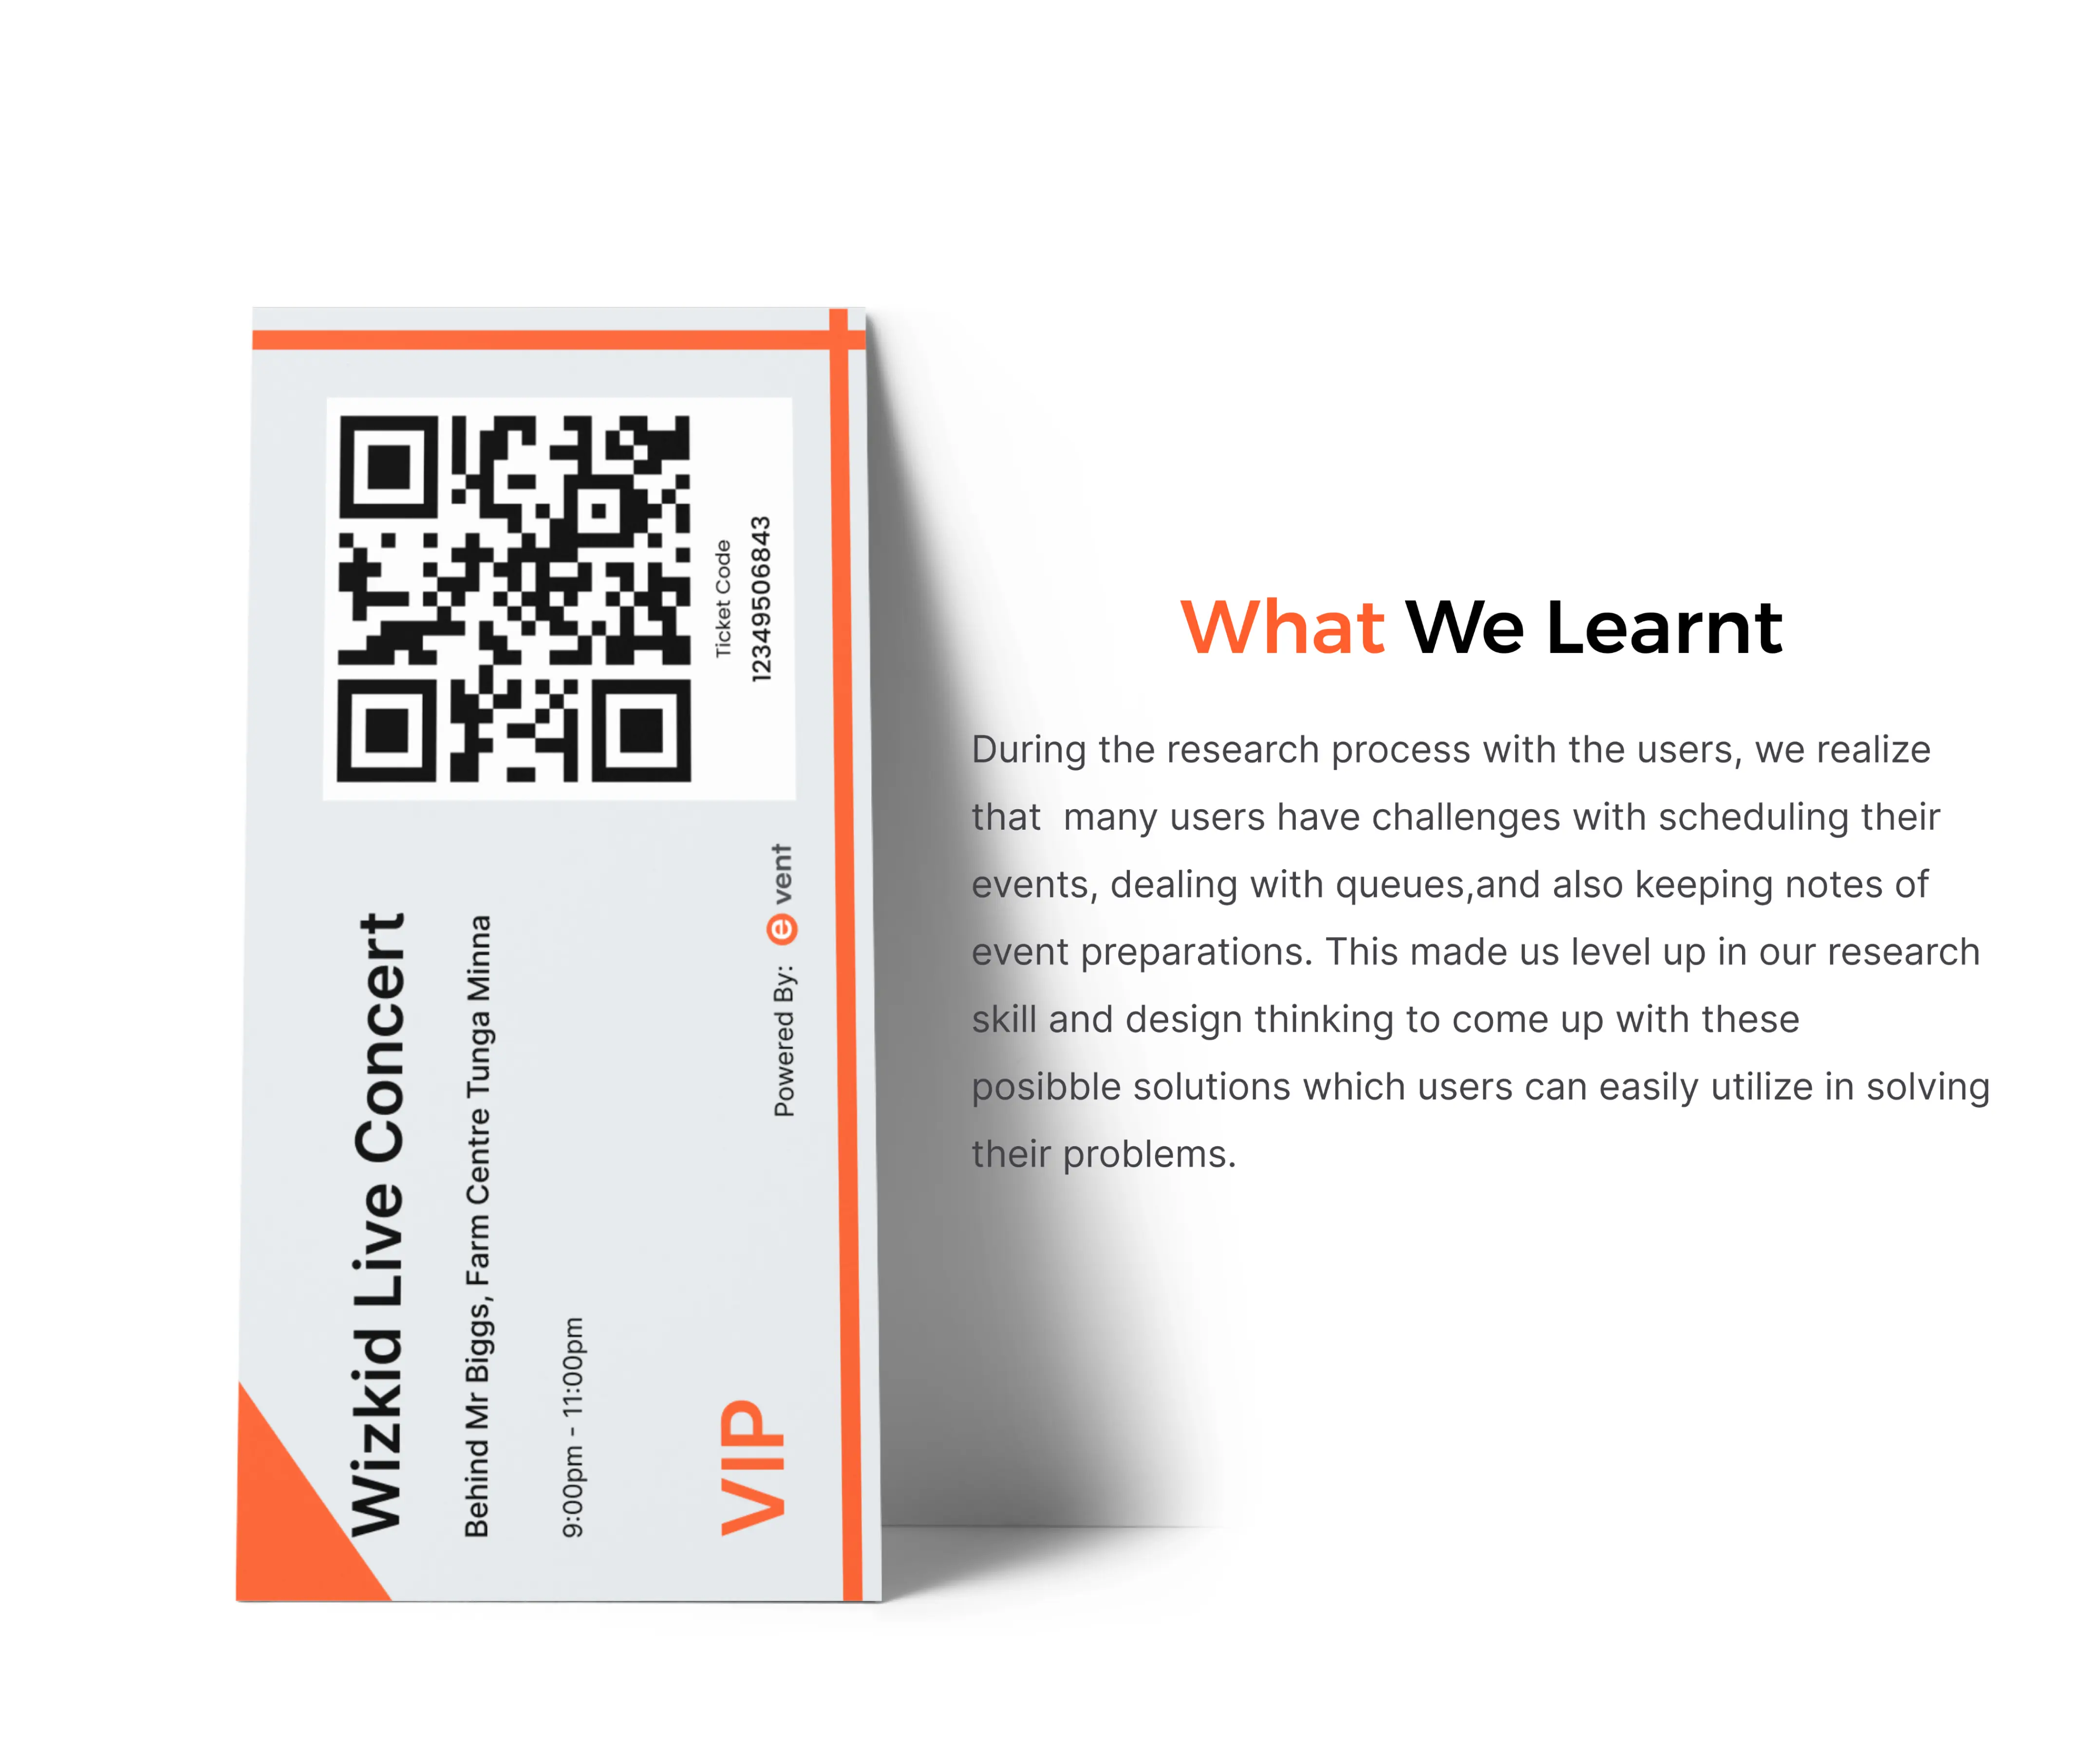 Wizkid Live Concert
Behind Mr Biggs, Farm Centre Tunga Minna
9:00pm - 11:00pm
VIP
Powered By: e vent
Ticket Code
12349506843
What We Learnt
During the research process with the users, we realize
that  many users have challenges with scheduling their
events, dealing with queues,and also keeping notes of
event preparations. This made us level up in our research
skill and design thinking to come up with these
posibble solutions which users can easily utilize in solving
their problems.